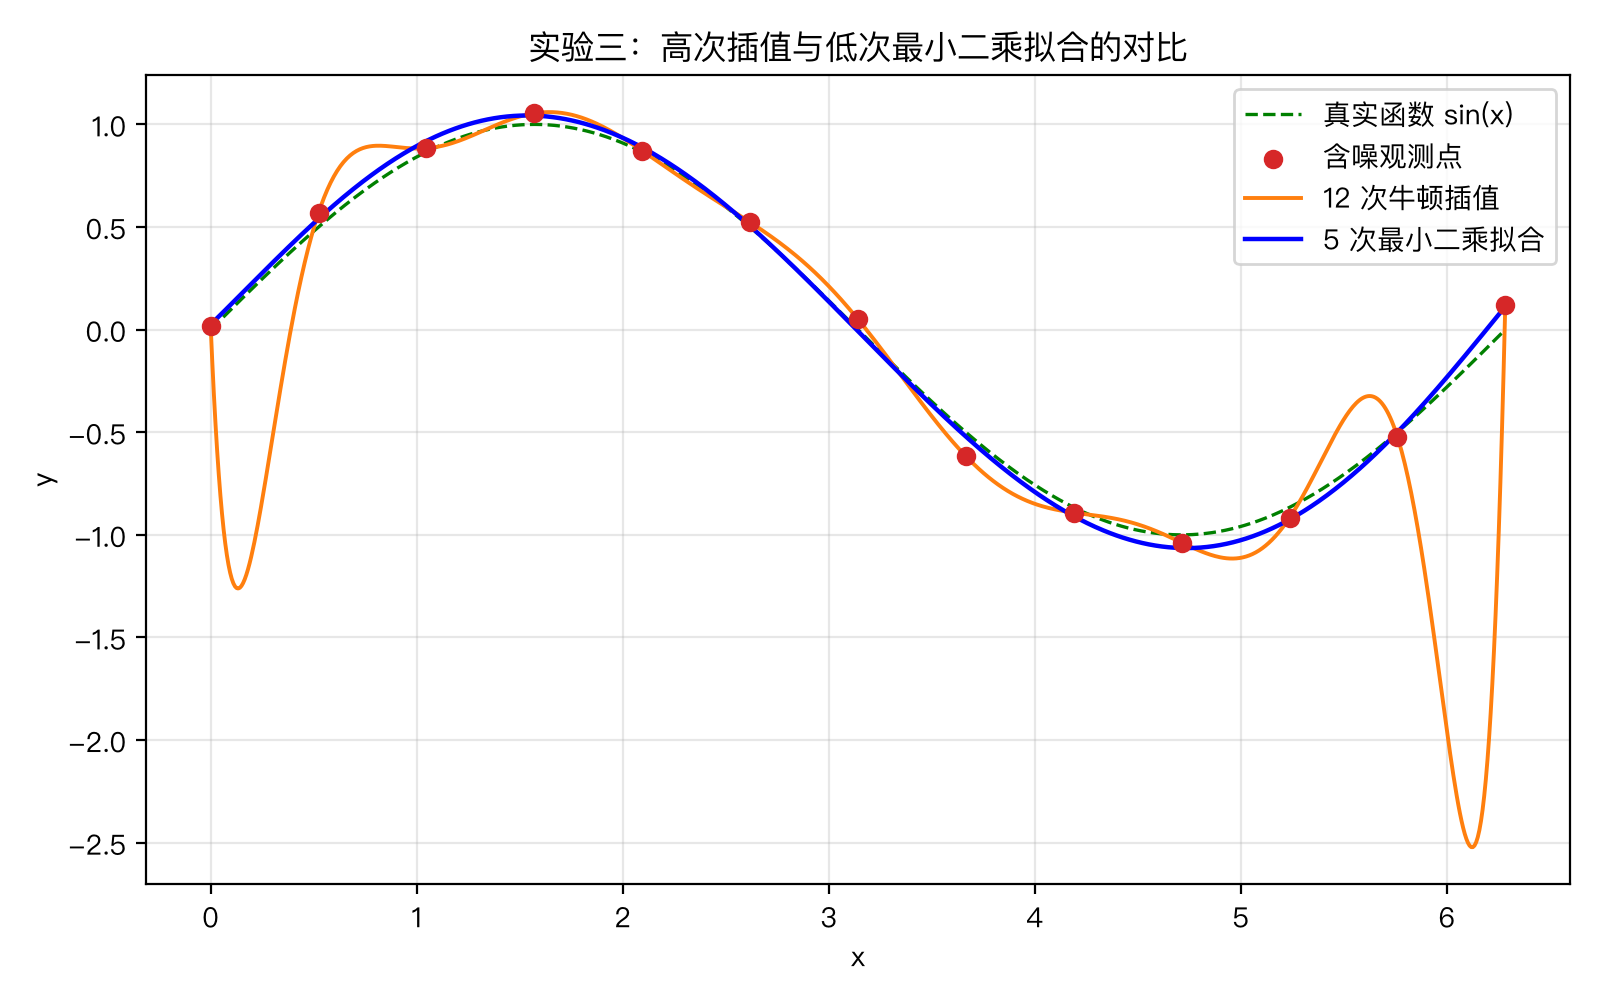 实验三：高次插值与低次最小二乘拟合的对比
真实函数 sin(x)
含噪观测点
12 次牛顿插值
5 次最小二乘拟合
1.0
0.5
0.0
−0.5
−1.0
−1.5
−2.0
−2.5
y
0 1 2 3 4 5 6
x